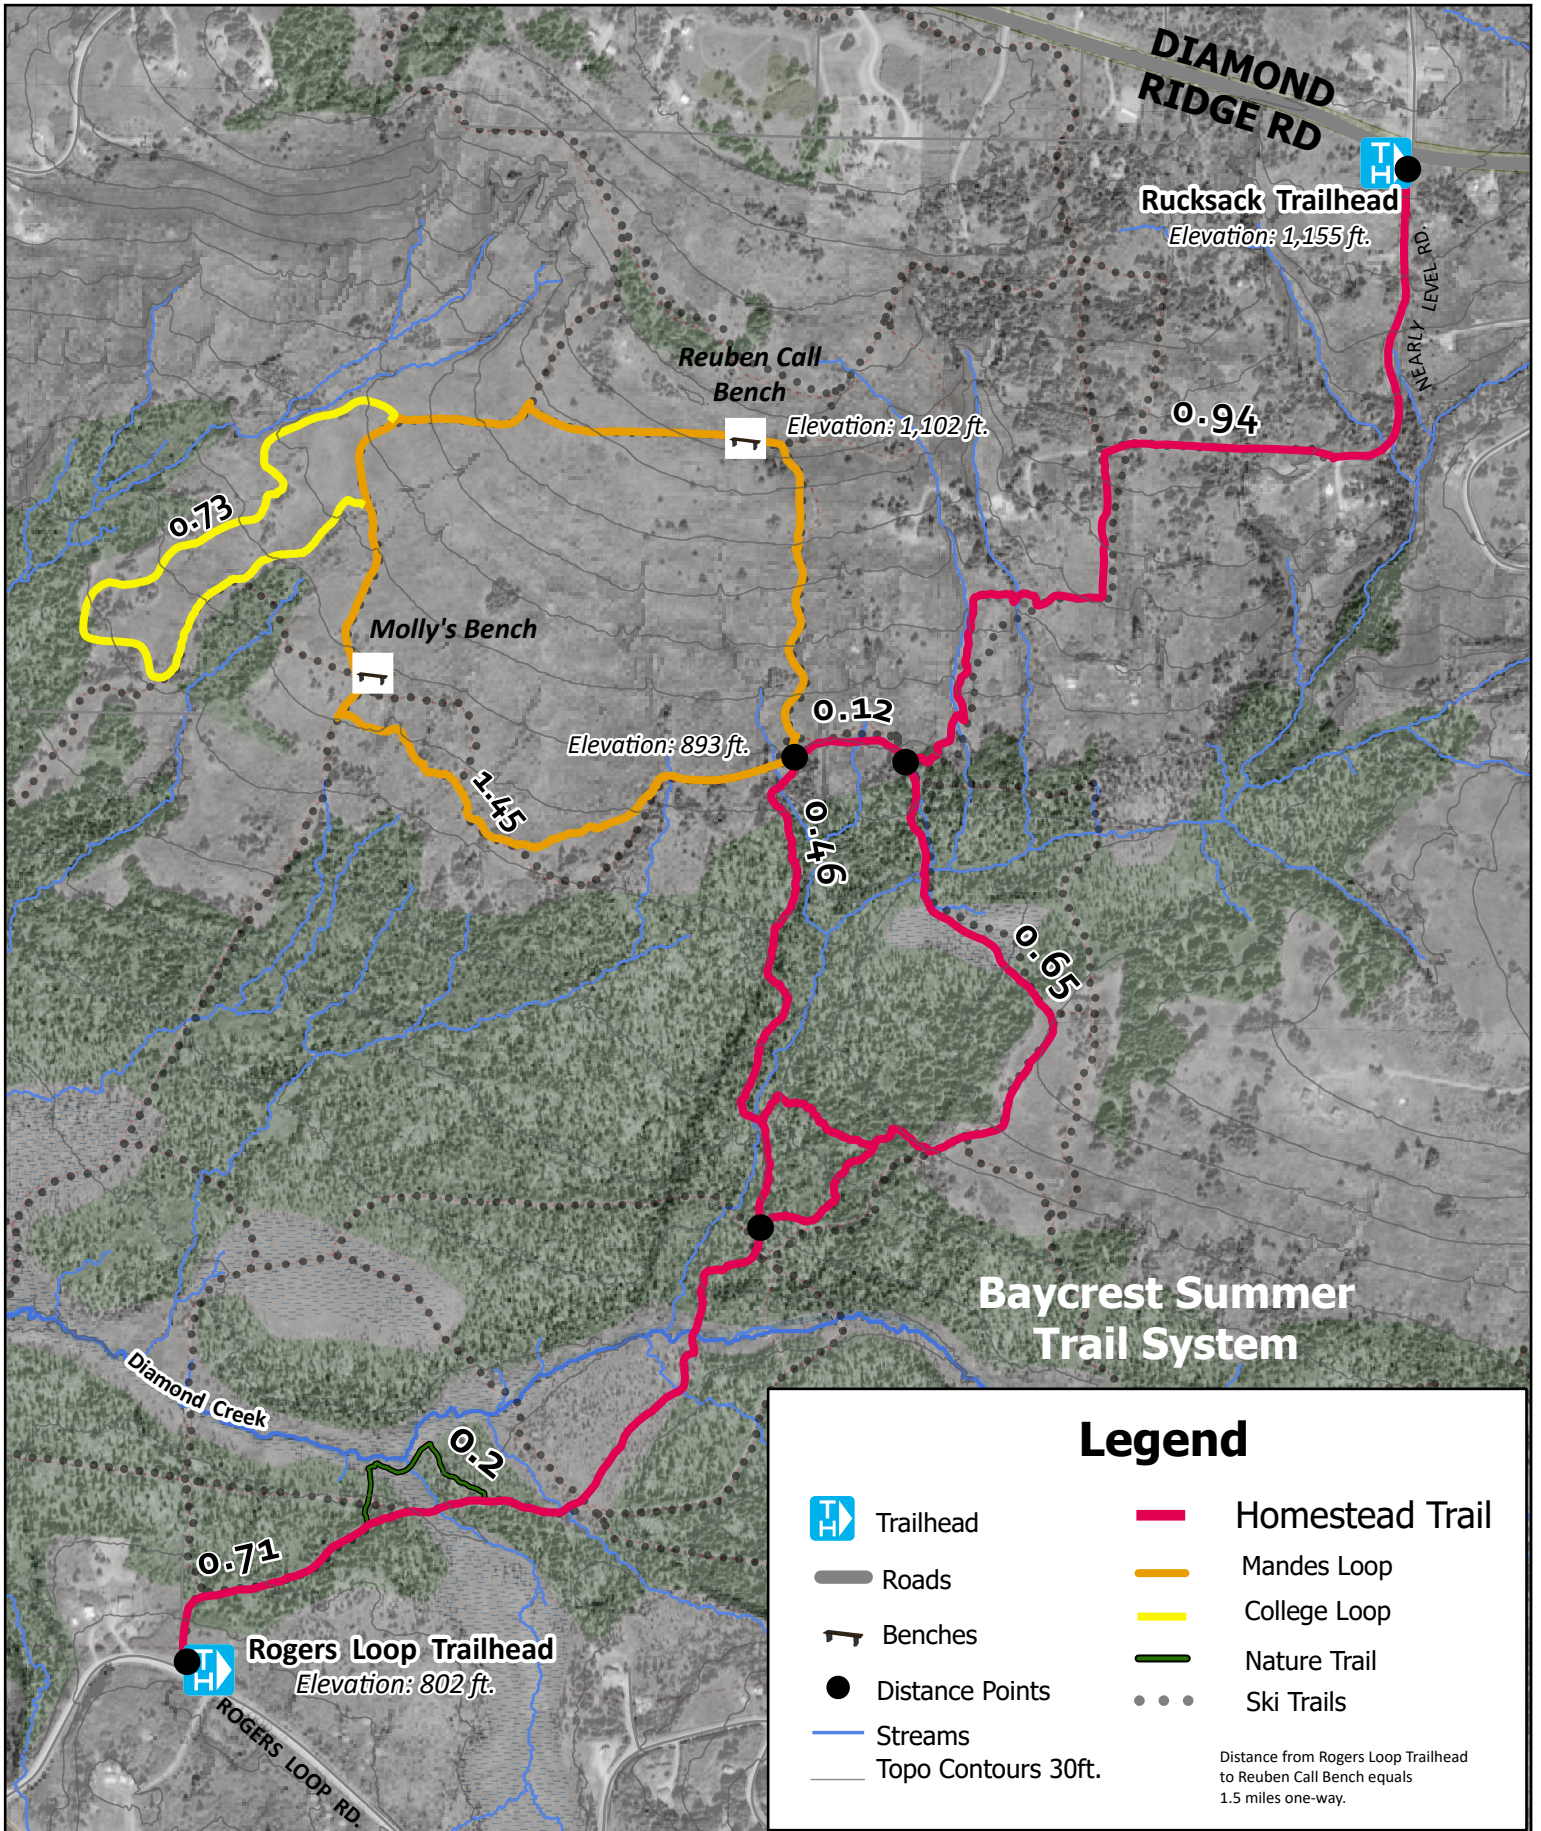 DIAMOND
RIDGE RD
TH
Rucksack Trailhead
Elevation: 1,155 ft.
NEARLY LEVEL RD.
Reuben Call
Bench
Elevation: 1,102 ft.
0.94
0.73
Molly's Bench
0.12
Elevation: 893 ft.
1.45
0.46
0.65
Baycrest Summer
Trail System
Diamond Creek
0.2
0.71
Rogers Loop Trailhead
Elevation: 802 ft.
TH
ROGERS LOOP RD.
Legend
TH
Trailhead
Roads
Benches
Distance Points
Streams
Topo Contours 30ft.
Homestead Trail
Mandes Loop
College Loop
Nature Trail
Ski Trails
Distance from Rogers Loop Trailhead
to Reuben Call Bench equals
1.5 miles one-way.